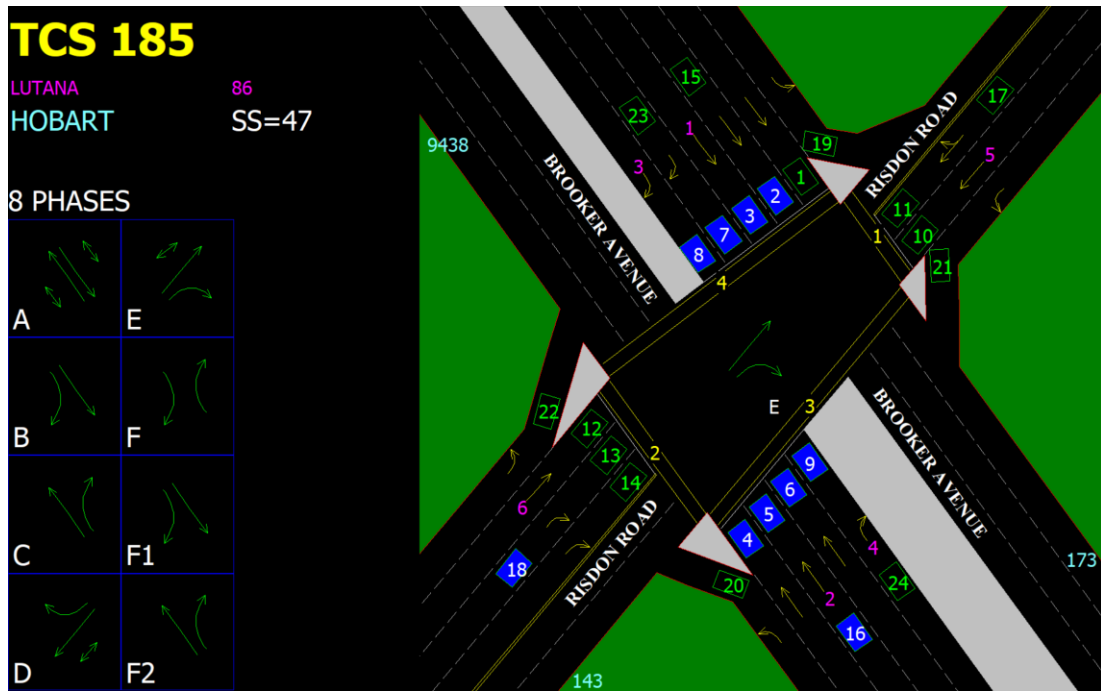 TCS 185
LUTANA 86
HOBART SS=47
8 PHASES
A E
B F
C F1
D F2
9438
15
23
1
3
19
17
5
RISDON ROAD
BROOKER AVENUE
1
2
3
7
8
11
10
1
21
4
E
3
22
12
13
14
2
9
6
5
4
BROOKER AVENUE
6
18
RISDON ROAD
20
4
24
2
16
173
143